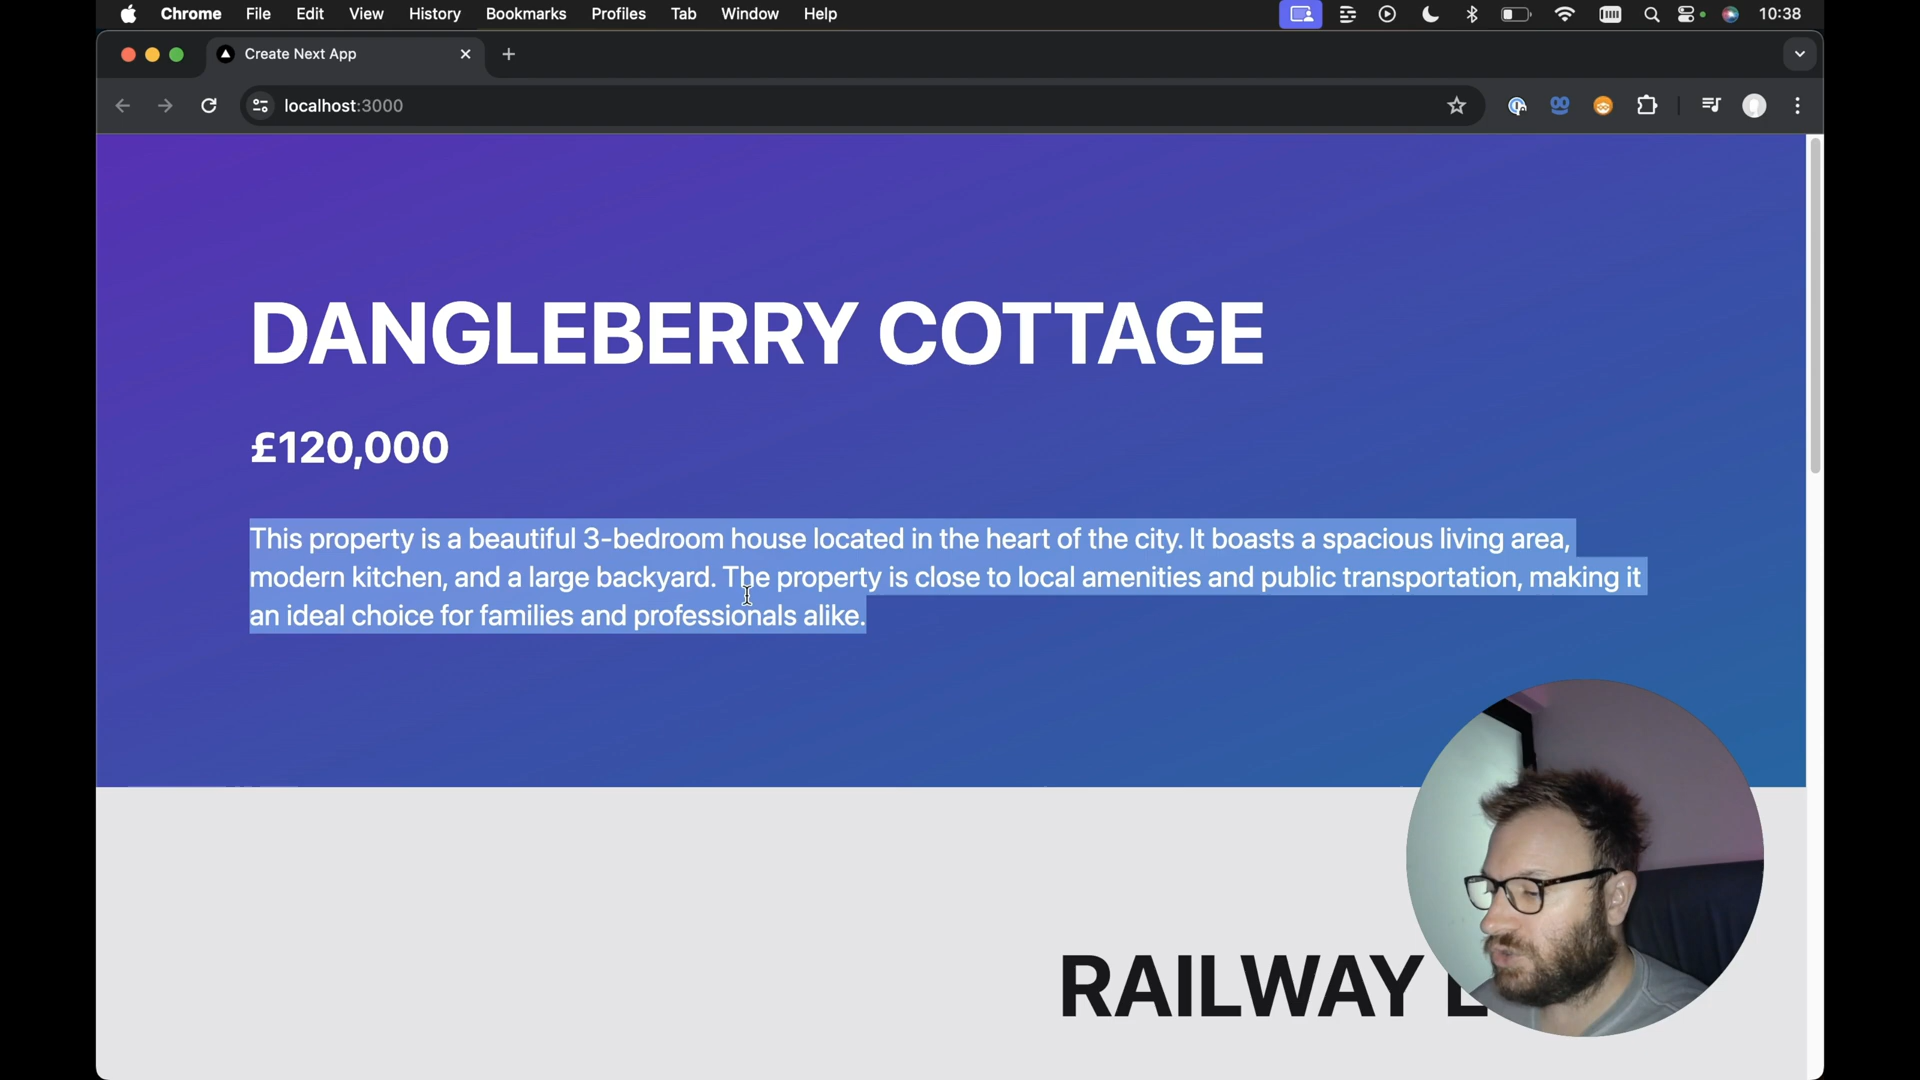 Chrome File Edit View History Bookmarks Profiles Tab Window Help 10:38
Create Next App
localhost:3000
DANGLEBERRY COTTAGE
£120,000
This property is a beautiful 3-bedroom house located in the heart of the city. It boasts a spacious living area,
modern kitchen, and a large backyard. The property is close to local amenities and public transportation, making it
an ideal choice for families and professionals alike.
RAILWAY